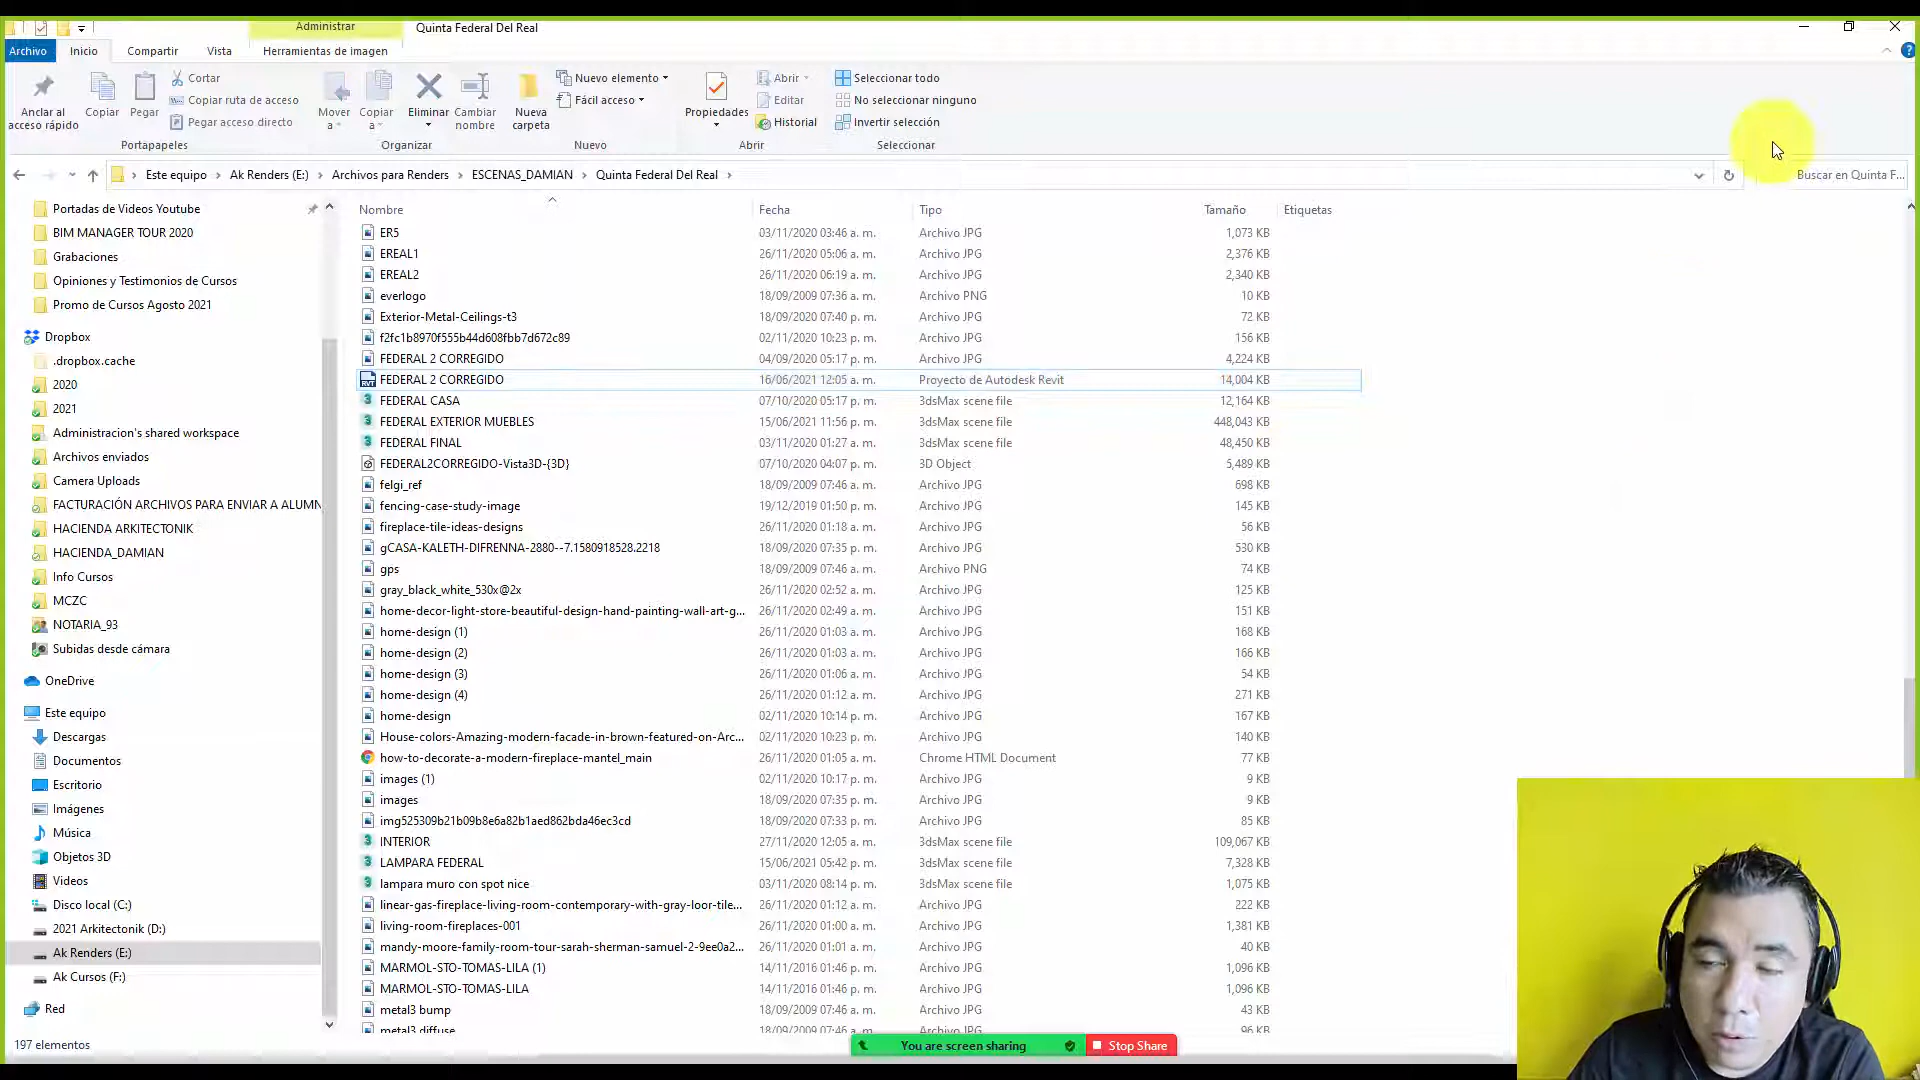 Administrar
Quinta Federal Del Real
Archivo
Inicio
Compartir
Vista
Herramientas de imagen
Anclar al
acceso rápido
Copiar
Pegar
Cortar
Copiar ruta de acceso
Pegar acceso directo
Portapapeles
Mover
a
Copiar
a
Eliminar
Cambiar
nombre
Organizar
Nueva
carpeta
Nuevo elemento
Fácil acceso
Nuevo
Propiedades
Abrir
Editar
Historial
Abrir
Seleccionar todo
No seleccionar ninguno
Invertir selección
Seleccionar
Este equipo > Ak Renders (E:) > Archivos para Renders > ESCENAS_DAMIAN > Quinta Federal Del Real >
Buscar en Quinta F...
Portadas de Videos Youtube
BIM MANAGER TOUR 2020
Grabaciones
Opiniones y Testimonios de Cursos
Promo de Cursos Agosto 2021
Dropbox
.dropbox.cache
2020
2021
Administracion's shared workspace
Archivos enviados
Camera Uploads
FACTURACIÓN ARCHIVOS PARA ENVIAR A ALUMN
HACIENDA ARKITECTONIK
HACIENDA_DAMIAN
Info Cursos
MCZC
NOTARIA_93
Subidas desde cámara
OneDrive
Este equipo
Descargas
Documentos
Escritorio
Imágenes
Música
Objetos 3D
Videos
Disco local (C:)
2021 Arkitectonik (D:)
Ak Renders (E:)
Ak Cursos (F:)
Red
Nombre Fecha Tipo Tamaño Etiquetas
ER5 03/11/2020 03:46 a. m. Archivo JPG 1,073 KB
EREAL1 26/11/2020 05:06 a. m. Archivo JPG 2,376 KB
EREAL2 26/11/2020 06:19 a. m. Archivo JPG 2,340 KB
everlogo 18/09/2009 07:36 a. m. Archivo PNG 10 KB
Exterior-Metal-Ceilings-t3 18/09/2009 07:40 p. m. Archivo JPG 72 KB
f2fc1b8970f555b44d608fbb7d672c89 02/11/2020 10:23 p. m. Archivo JPG 156 KB
FEDERAL 2 CORREGIDO 04/09/2020 05:17 p. m. Archivo JPG 4,224 KB
FEDERAL 2 CORREGIDO 16/06/2021 12:05 a. m. Proyecto de Autodesk Revit 14,004 KB
FEDERAL CASA 07/10/2020 05:17 p. m. 3dsMax scene file 12,164 KB
FEDERAL EXTERIOR MUEBLES 15/06/2021 11:56 p. m. 3dsMax scene file 448,043 KB
FEDERAL FINAL 03/11/2020 01:27 a. m. 3dsMax scene file 48,450 KB
FEDERAL2CORREGIDO-Vista3D-{3D} 07/10/2020 04:07 p. m. 3D Object 5,489 KB
felgi_ref 18/09/2009 07:46 a. m. Archivo JPG 698 KB
fencing-case-study-image 19/12/2019 01:50 p. m. Archivo JPG 145 KB
fireplace-tile-ideas-designs 26/11/2020 01:18 a. m. Archivo JPG 56 KB
gCASA-KALETH-DIFRENNA-2880--7.1580918528.2218 18/09/2009 07:35 p. m. Archivo JPG 530 KB
gps 18/09/2009 07:46 a. m. Archivo PNG 74 KB
gray_black_white_530x@2x 26/11/2020 02:52 a. m. Archivo JPG 125 KB
home-decor-light-store-beautiful-design-hand-painting-wall-art-g... 26/11/2020 02:49 a. m. Archivo JPG 151 KB
home-design (1) 26/11/2020 01:03 a. m. Archivo JPG 168 KB
home-design (2) 26/11/2020 01:03 a. m. Archivo JPG 166 KB
home-design (3) 26/11/2020 01:06 a. m. Archivo JPG 54 KB
home-design (4) 26/11/2020 01:12 a. m. Archivo JPG 271 KB
home-design 02/11/2020 10:14 p. m. Archivo JPG 167 KB
House-colors-Amazing-modern-facade-in-brown-featured-on-Arc... 02/11/2020 10:23 p. m. Archivo JPG 140 KB
how-to-decorate-a-modern-fireplace-mantel_main 26/11/2020 01:05 a. m. Chrome HTML Document 77 KB
images (1) 02/11/2020 10:17 p. m. Archivo JPG 9 KB
images 18/09/2020 07:35 p. m. Archivo JPG 9 KB
img525309b21b09b8e6a82b1aed862bda46ec3cd 18/09/2020 07:33 p. m. Archivo JPG 85 KB
INTERIOR 27/11/2020 12:05 a. m. 3dsMax scene file 109,067 KB
LAMPARA FEDERAL 15/06/2021 05:42 p. m. 3dsMax scene file 7,328 KB
lampara muro con spot nice 03/11/2020 08:14 p. m. 3dsMax scene file 1,075 KB
linear-gas-fireplace-living-room-contemporary-with-gray-loor-tile... 26/11/2020 01:12 a. m. Archivo JPG 222 KB
living-room-fireplaces-001 26/11/2020 01:00 a. m. Archivo JPG 1,381 KB
mandy-moore-family-room-tour-sarah-sherman-samuel-2-9ee0a2... 26/11/2020 01:01 a. m. Archivo JPG 40 KB
MARMOL-STO-TOMAS-LILA (1) 14/11/2016 01:46 a. m. Archivo JPG 1,096 KB
MARMOL-STO-TOMAS-LILA 14/11/2016 01:46 a. m. Archivo JPG 1,096 KB
metal3 bump 18/09/2009 07:46 a. m. Archivo JPG 43 KB
metal3 diffuse 18/09/2009 07:46 a. m. Archivo JPG 96 KB
197 elementos
You are screen sharing
Stop Share